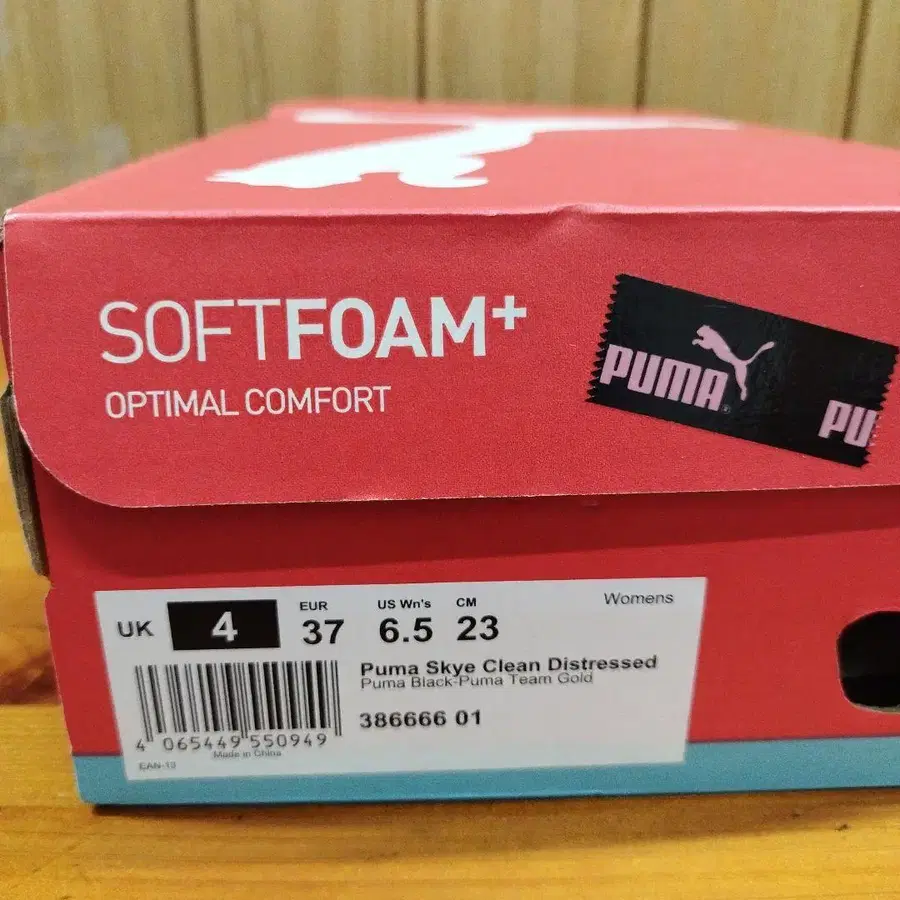 SOFTFOAM+
OPTIMAL COMFORT
PUMA
PU
UK 4 EUR 37 US Wn's 6.5 CM 23 Womens
Puma Skye Clean Distressed
Puma Black-Puma Team Gold
386666 01
4 065449 550949
Made in China
EAN-13